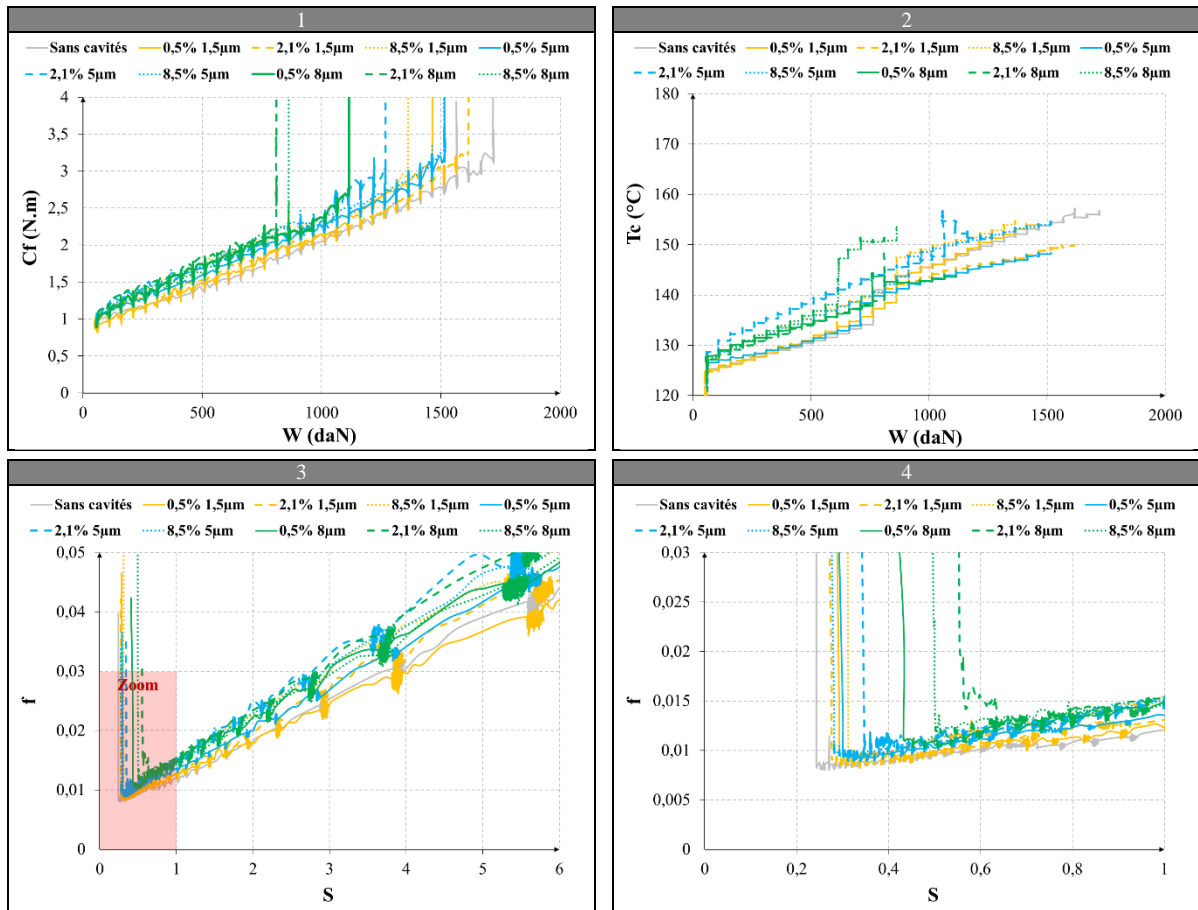 1
Sans cavités 0,5% 1,5µm 2,1% 1,5µm 8,5% 1,5µm 0,5% 5µm
2,1% 5µm 8,5% 5µm 0,5% 8µm 2,1% 8µm 8,5% 8µm
4
3,5
3
2,5
2
1,5
1
0,5
0
Cf (N.m)
0 500 1000 1500 2000
W (daN)
2
Sans cavités 0,5% 1,5µm 2,1% 1,5µm 8,5% 1,5µm 0,5% 5µm
2,1% 5µm 8,5% 5µm 0,5% 8µm 2,1% 8µm 8,5% 8µm
180
170
160
150
140
130
120
Tc (°C)
0 500 1000 1500 2000
W (daN)
3
Sans cavités 0,5% 1,5µm 2,1% 1,5µm 8,5% 1,5µm 0,5% 5µm
2,1% 5µm 8,5% 5µm 0,5% 8µm 2,1% 8µm 8,5% 8µm
0,05
0,04
0,03
0,02
0,01
0
f
Zoom
0 1 2 3 4 5 6
S
4
Sans cavités 0,5% 1,5µm 2,1% 1,5µm 8,5% 1,5µm 0,5% 5µm
2,1% 5µm 8,5% 5µm 0,5% 8µm 2,1% 8µm 8,5% 8µm
0,03
0,025
0,02
0,015
0,01
0,005
0
f
0 0,2 0,4 0,6 0,8 1
S